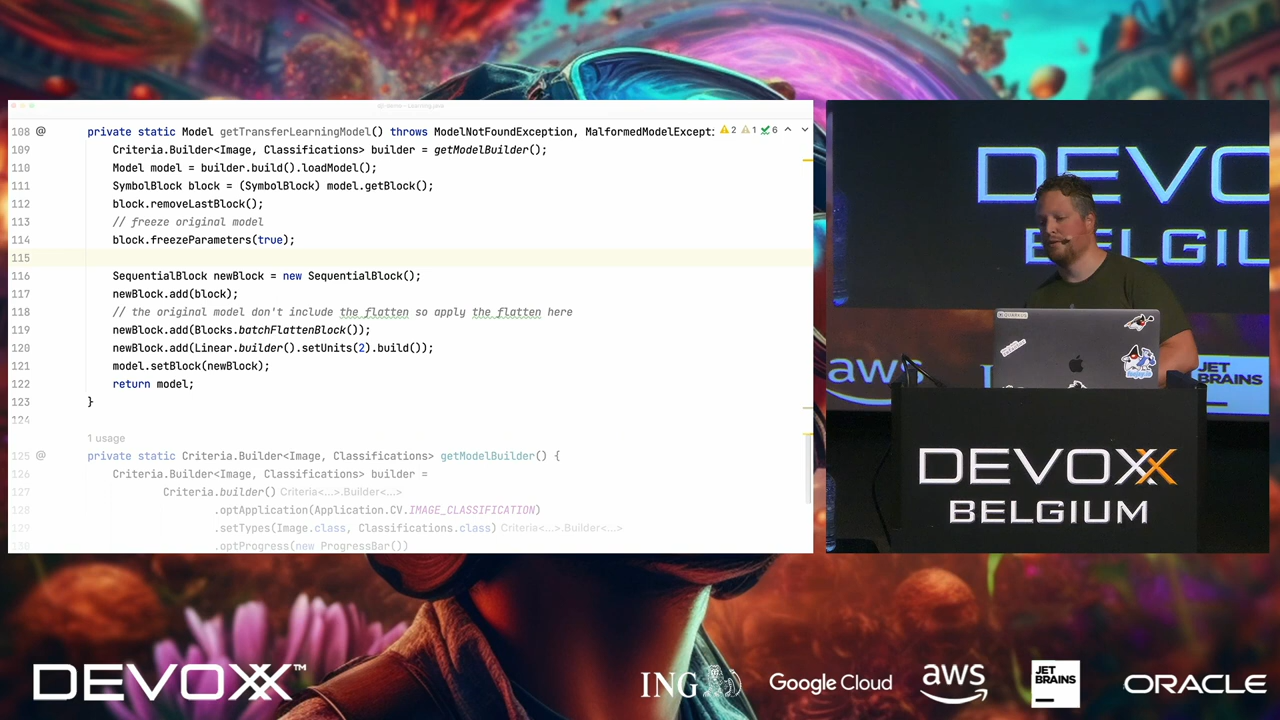 108 @ private static Model getTransferLearningModel() throws ModelNotFoundException, MalformedModelExcept: 2 1 6
109 Criteria.Builder<Image, Classifications> builder = getModelBuilder();
110 Model model = builder.build().loadModel();
111 SymbolBlock block = (SymbolBlock) model.getBlock();
112 block.removeLastBlock();
113 // freeze original model
114 block.freezeParameters(true);
115
116 SequentialBlock newBlock = new SequentialBlock();
117 newBlock.add(block);
118 // the original model don't include the flatten so apply the flatten here
119 newBlock.add(Blocks.batchFlattenBlock());
120 newBlock.add(Linear.builder().setUnits(2).build());
121 model.setBlock(newBlock);
122 return model;
123 }
124
1 usage
125 @ private static Criteria.Builder<Image, Classifications> getModelBuilder() {
126 Criteria.Builder<Image, Classifications> builder =
127 Criteria.builder() Criteria<...>.Builder<...>
128 .optApplication(Application.CV.IMAGE_CLASSIFICATION)
129 .setTypes(Image.class, Classifications.class) Criteria<...>.Builder<...>
130 .optProgress(new ProgressBar())
DEVO
BELGIU
aws
JET
BRAINS
DEVOXX
BELGIUM
DEVOXX™
ING
Google Cloud
aws
JET
BRAINS
ORACLE